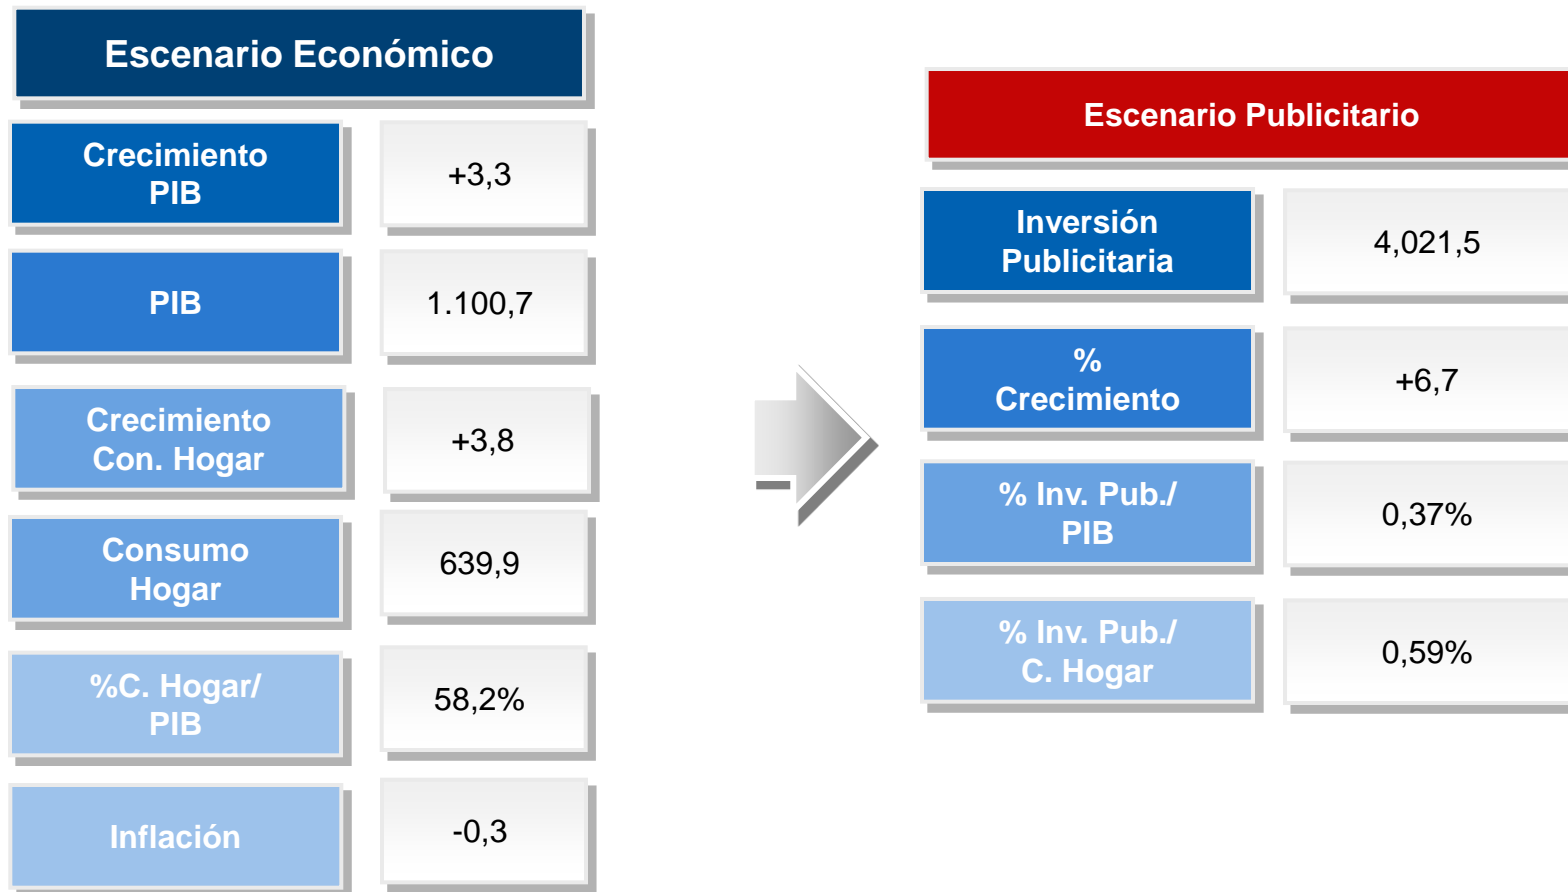 Escenario Económico
Crecimiento
PIB
+3,3
PIB
1.100,7
Crecimiento
Con. Hogar
+3,8
Consumo
Hogar
639,9
%C. Hogar/
PIB
58,2%
Inflación
-0,3
Escenario Publicitario
Inversión
Publicitaria
4,021,5
%
Crecimiento
+6,7
% Inv. Pub./
PIB
0,37%
% Inv. Pub./
C. Hogar
0,59%